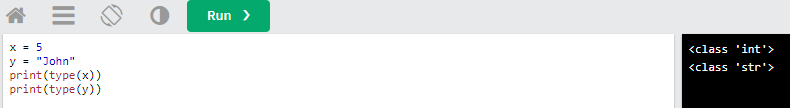 Run ❯
x = 5
y = "John"
print(type(x))
print(type(y))
<class 'int'>
<class 'str'>